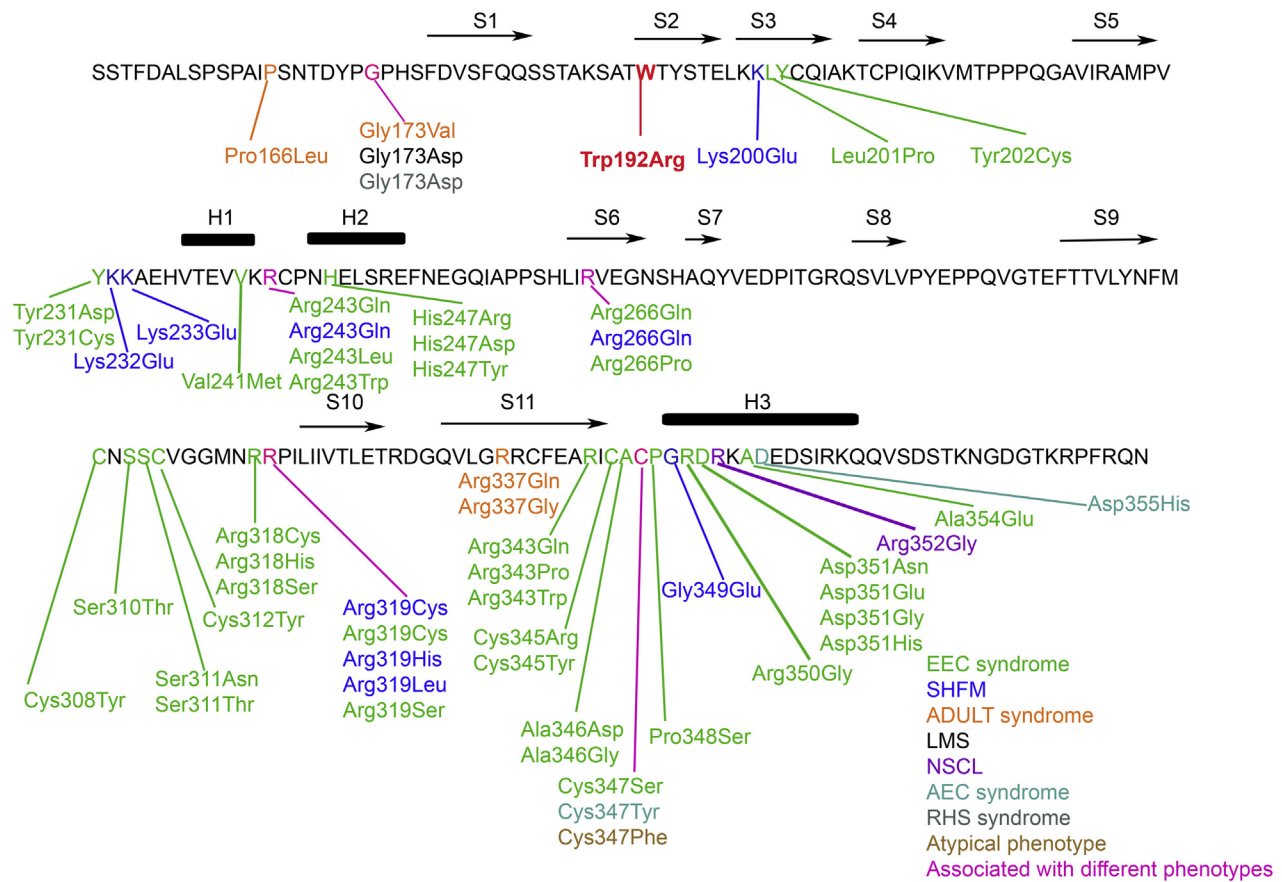 S1 S2 S3 S4 S5
SSTFDALSPSPAIPSNTDYPGPHSFDVSFQQSSTAKSATWTYSTELKKLYCQIAKTCPIQIKVMTPPPQGAVIRAMPV
Pro166Leu
Gly173Val
Gly173Asp
Gly173Asp
Trp192Arg
Lys200Glu
Leu201Pro
Tyr202Cys
H1 H2 S6 S7 S8 S9
YKKAEHVTEVVKRCPNHELSREFNEGQIAPPSHLIRVEGNSHAQYVEDPITGRQSVLVPYEPPQVGTEFTTVLYNFM
Tyr231Asp
Tyr231Cys
Lys232Glu
Lys233Glu
Val241Met
Arg243Gln
Arg243Gln
Arg243Leu
Arg243Trp
His247Arg
His247Asp
His247Tyr
Arg266Gln
Arg266Gln
Arg266Pro
S10 S11 H3
CNSSCVGGMNRRPILIIVTLETRDGQVLGRRCFEARICACPGRDRKADEDSIRKQQVSDSTKNGDGTKRPFRQN
Cys308Tyr
Ser310Thr
Ser311Asn
Ser311Thr
Cys312Tyr
Arg318Cys
Arg318His
Arg318Ser
Arg319Cys
Arg319Cys
Arg319His
Arg319Leu
Arg319Ser
Arg337Gln
Arg337Gly
Arg343Gln
Arg343Pro
Arg343Trp
Cys345Arg
Cys345Tyr
Ala346Asp
Ala346Gly
Cys347Ser
Cys347Tyr
Cys347Phe
Pro348Ser
Gly349Glu
Arg350Gly
Asp351Asn
Asp351Glu
Asp351Gly
Asp351His
Arg352Gly
Ala354Glu
Asp355His
EEC syndrome
SHFM
ADULT syndrome
LMS
NSCL
AEC syndrome
RHS syndrome
Atypical phenotype
Associated with different phenotypes